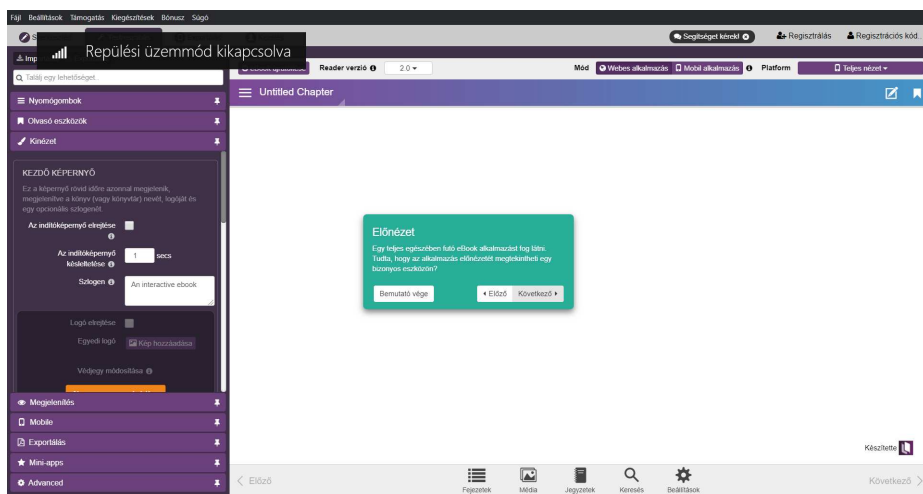 Fájl Beállítások Támogatás Kiegészítések Bónusz Súgó
Segítséget kérek!
Regisztrálás
Regisztrációs kód...
Repülési üzemmód kikapcsolva
Találj egy lehetőséget..
Reader verzió
2.0
Mód
Webes alkalmazás
Mobil alkalmazás
Platform
Teljes nézet
Nyomógombok
Olvasó eszközök
Kinézet
Untitled Chapter
KEZDŐ KÉPERNYŐ
Ez a képernyő rövid időre azonnal megjelenik,
megjelenítve a könyv (vagy könyvtár) nevét, logóját és
egy opcionális szlogenét.
Az indítóképernyő elrejtése
Az indítóképernyő
késleltetése
1
secs
Szlogen
An interactive ebook
Logó elrejtése
Egyedi logó
Kép hozzáadása
Védjegy módosítása
Előnézet
Egy teljes egészében futó eBook alkalmazást fog látni.
Tudta, hogy az alkalmazás előnézetét megtekintheti egy
bizonyos eszközön?
Bemutató vége
Előző
Következő
Megjelenítés
Mobile
Exportálás
Mini-apps
Advanced
Készítette
Előző
Fejezetek
Média
Jegyzetek
Keresés
Beállítások
Következő